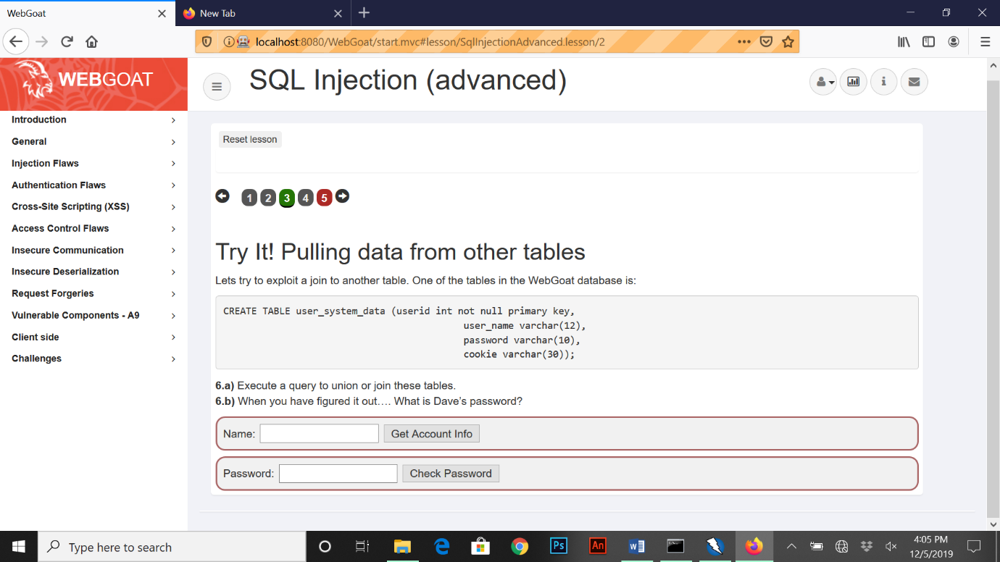 WebGoat
New Tab
localhost:8080/WebGoat/start.mvc#lesson/SqlInjectionAdvanced.lesson/2
WEBGOAT
SQL Injection (advanced)
Introduction
General
Injection Flaws
Authentication Flaws
Cross-Site Scripting (XSS)
Access Control Flaws
Insecure Communication
Insecure Deserialization
Request Forgeries
Vulnerable Components - A9
Client side
Challenges
Reset lesson
1 2 3 4 5
Try It! Pulling data from other tables
Lets try to exploit a join to another table. One of the tables in the WebGoat database is:
CREATE TABLE user_system_data (userid int not null primary key,
user_name varchar(12),
password varchar(10),
cookie varchar(30));
6.a) Execute a query to union or join these tables.
6.b) When you have figured it out.... What is Dave's password?
Name: Get Account Info
Password: Check Password
Type here to search
Ps
An
4:05 PM
12/5/2019